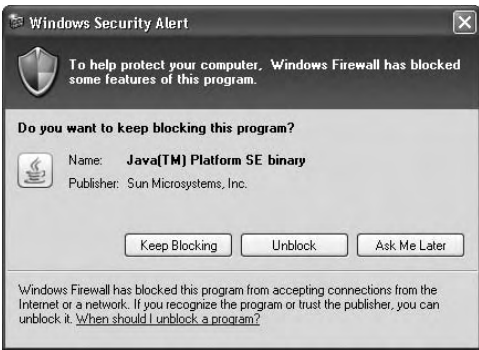 Windows Security Alert
To help protect your computer, Windows Firewall has blocked
some features of this program.
Do you want to keep blocking this program?
Name: Java(TM) Platform SE binary
Publisher: Sun Microsystems, Inc.
Keep Blocking Unblock Ask Me Later
Windows Firewall has blocked this program from accepting connections from the
Internet or a network. If you recognize the program or trust the publisher, you can
unblock it. When should I unblock a program?